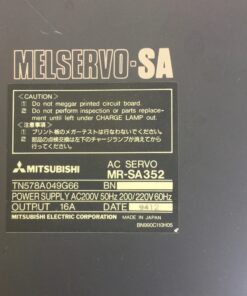 MELSERVO-SA
〈CAUTION〉
① Do not meggar printed circuit board.
② Do not perform inspection or parts replace-
ment until left under CHARGE LAMP out.
〈注意事項〉
① プリント板のメガーテストは行なわないでください。
② 部品の点検交換は左のチャージランプが消えてから
行ってください。
MITSUBISHI
AC SERVO
MR-SA352
TN578A049G66 BN
POWER SUPPLY AC200V 50Hz 200/220V 60Hz
OUTPUT 16A DATE 9412
MITSUBISHI ELECTRIC CORPORATION MADE IN JAPAN